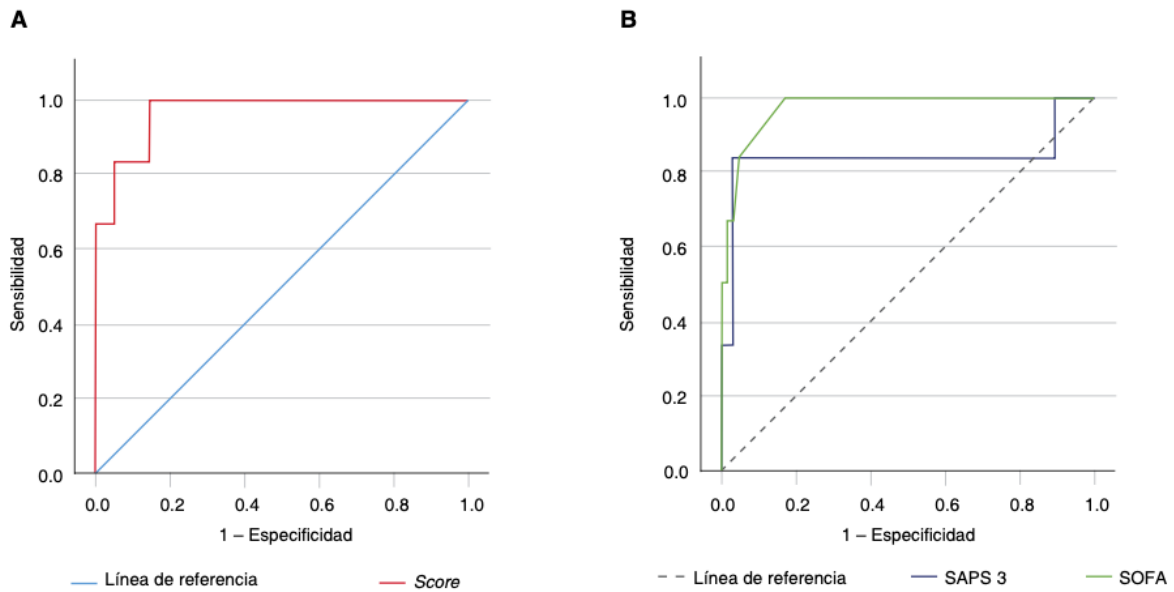 A
Sensibilidad
1.0
0.8
0.6
0.4
0.2
0.0
0.0 0.2 0.4 0.6 0.8 1.0
1 – Especificidad
Línea de referencia Score
B
Sensibilidad
1.0
0.8
0.6
0.4
0.2
0.0
0.0 0.2 0.4 0.6 0.8 1.0
1 – Especificidad
Línea de referencia SAPS 3 SOFA